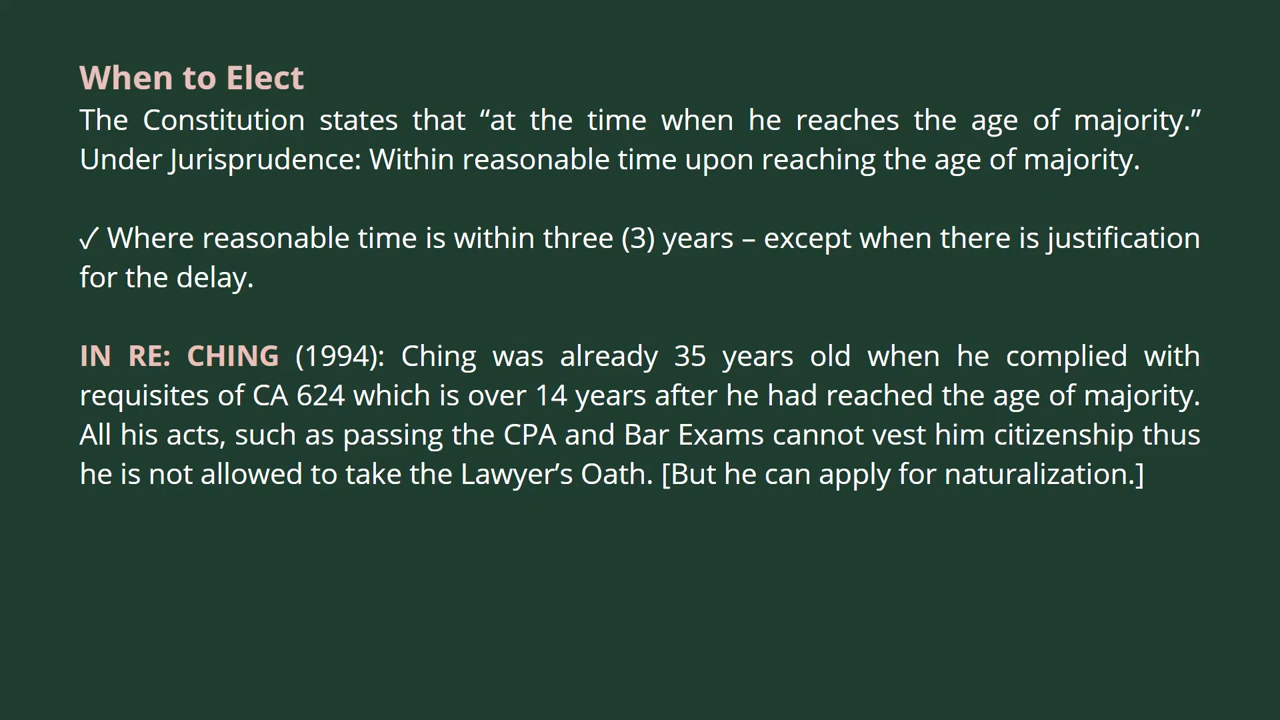 When to Elect
The Constitution states that “at the time when he reaches the age of majority.”
Under Jurisprudence: Within reasonable time upon reaching the age of majority.
✓ Where reasonable time is within three (3) years – except when there is justification
for the delay.
IN RE: CHING (1994): Ching was already 35 years old when he complied with
requisites of CA 624 which is over 14 years after he had reached the age of majority.
All his acts, such as passing the CPA and Bar Exams cannot vest him citizenship thus
he is not allowed to take the Lawyer’s Oath. [But he can apply for naturalization.]